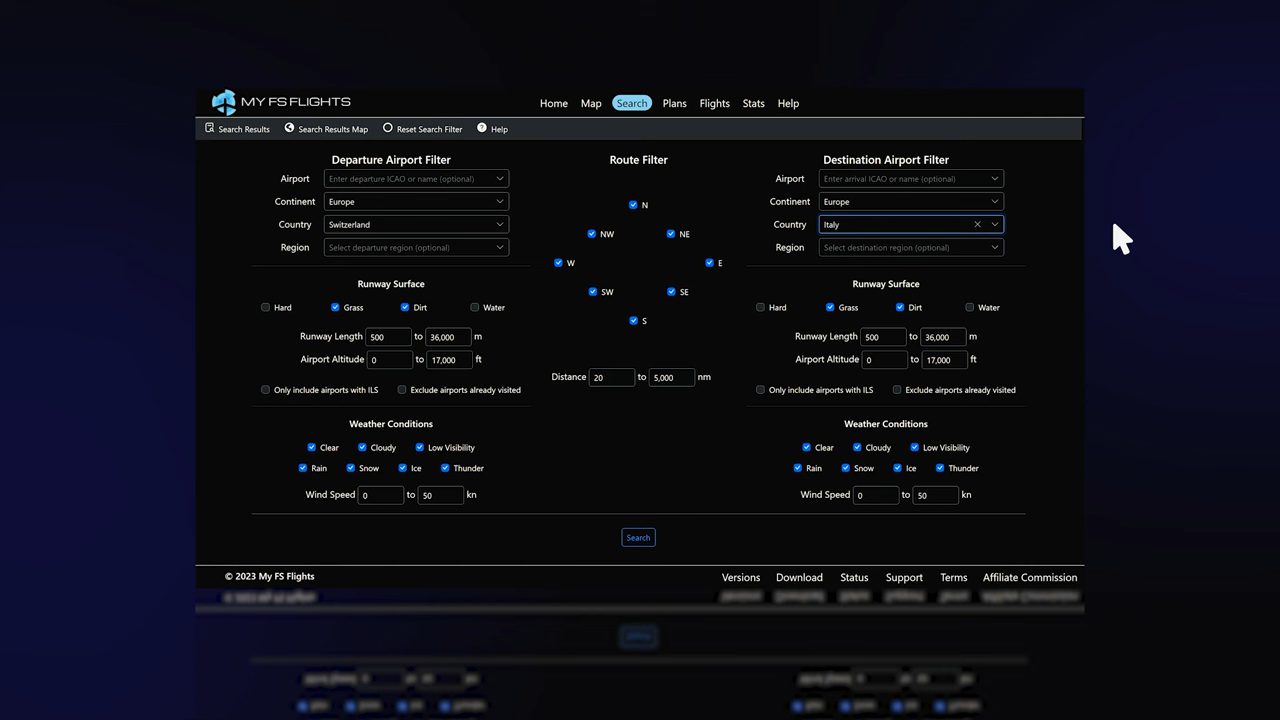 MY FS FLIGHTS
Home Map Search Plans Flights Stats Help
Search Results Search Results Map Reset Search Filter Help
Departure Airport Filter
Airport Enter departure ICAO or name (optional)
Continent Europe
Country Switzerland
Region Select departure region (optional)
Runway Surface
Hard Grass Dirt Water
Runway Length 500 to 36,000 m
Airport Altitude 0 to 17,000 ft
Only include airports with ILS Exclude airports already visited
Weather Conditions
Clear Cloudy Low Visibility
Rain Snow Ice Thunder
Wind Speed 0 to 50 kn
Route Filter
N
NW NE
W E
SW SE
S
Distance 20 to 5,000 nm
Destination Airport Filter
Airport Enter arrival ICAO or name (optional)
Continent Europe
Country Italy
Region Select destination region (optional)
Runway Surface
Hard Grass Dirt Water
Runway Length 500 to 36,000 m
Airport Altitude 0 to 17,000 ft
Only include airports with ILS Exclude airports already visited
Weather Conditions
Clear Cloudy Low Visibility
Rain Snow Ice Thunder
Wind Speed 0 to 50 kn
Search
© 2023 My FS Flights
Versions Download Status Support Terms Affiliate Commission